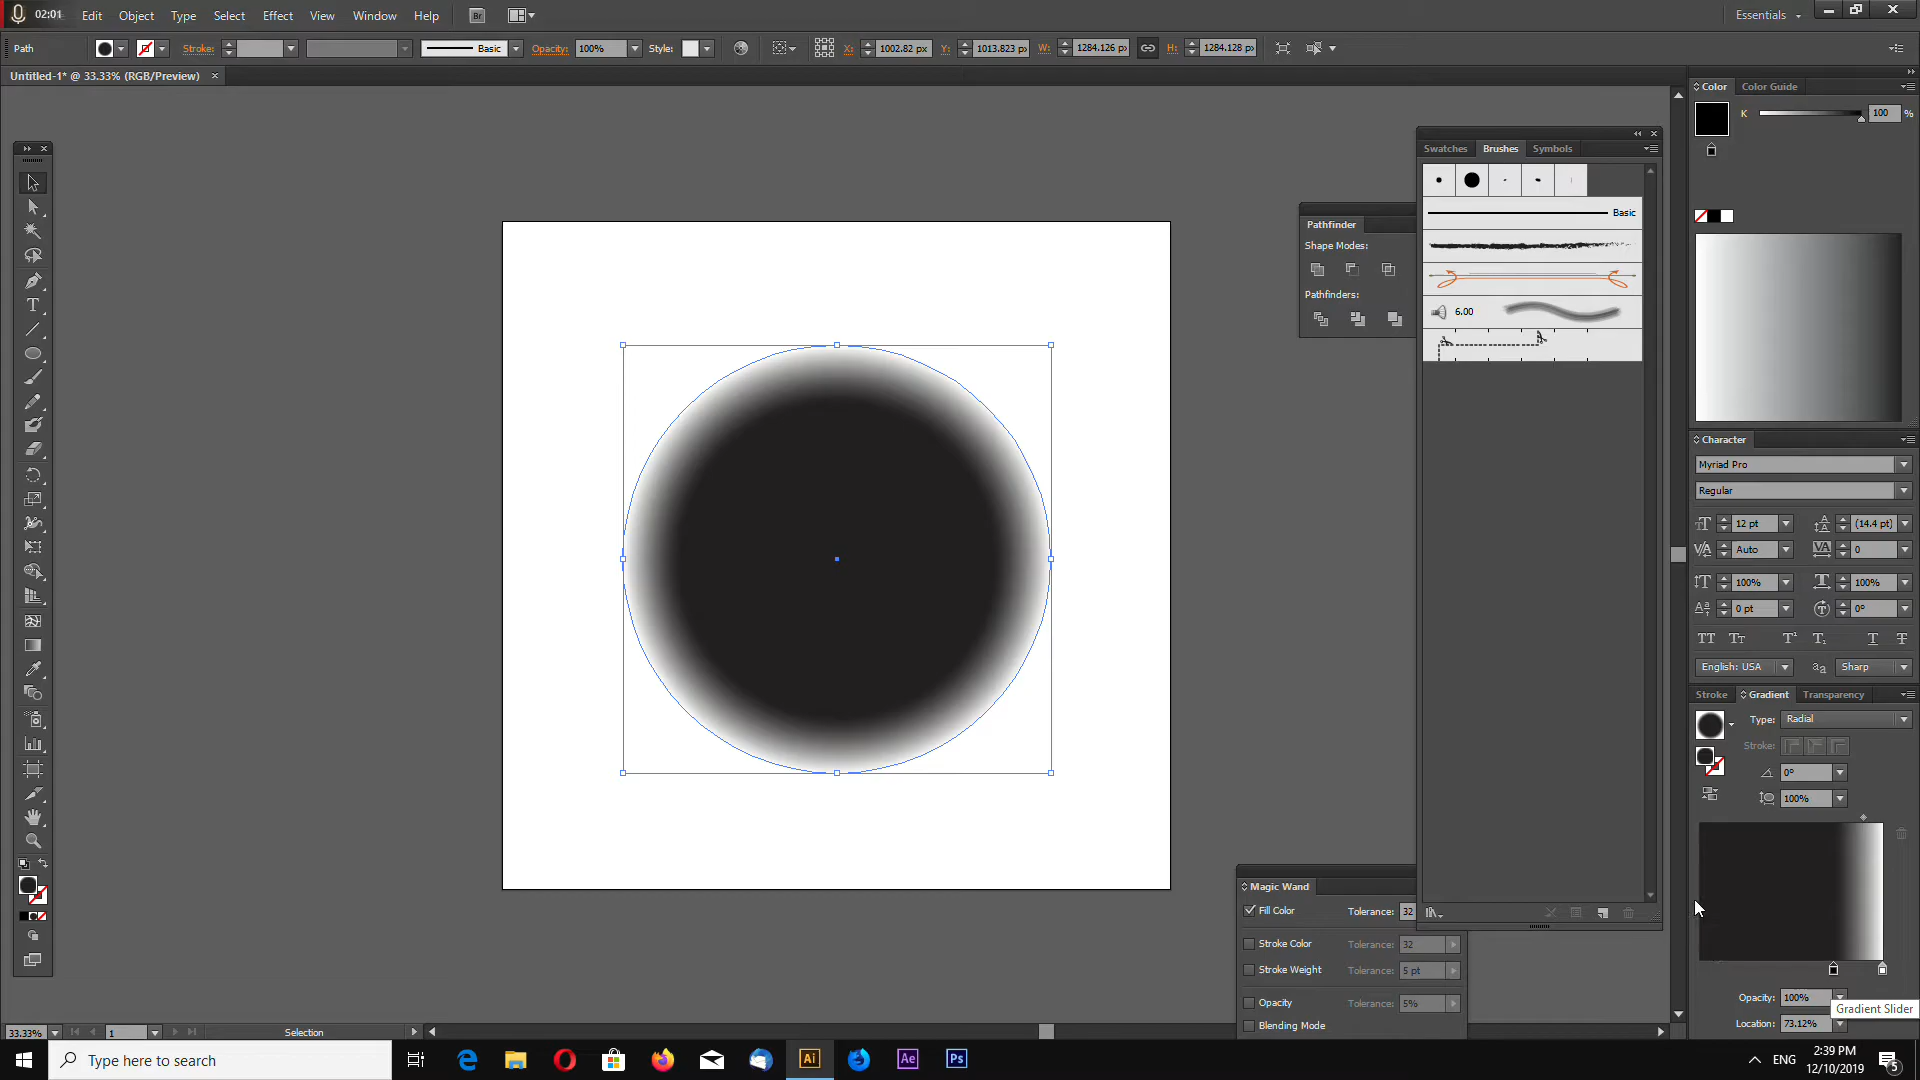 02:01 Edit Object Type Select Effect View Window Help Br Essentials
Path Stroke: Basic Opacity: 100% Style: X: 1002.82 px Y: 1013.823 px W: 1284.126 px H: 1284.128 px
Untitled-1* @ 33.33% (RGB/Preview)
Color Color Guide
K 100 %
Swatches Brushes Symbols
Basic
6.00
Pathfinder
Shape Modes:
Pathfinders:
Character
Myriad Pro
Regular
12 pt (14.4 pt)
Auto 0
100% 100%
0 pt 0°
English: USA Sharp
Stroke Gradient Transparency
Type: Radial
Stroke:
0°
100%
Opacity: 100%
Gradient Slider
Location: 73.12%
Magic Wand
Fill Color Tolerance: 32
Stroke Color Tolerance: 32
Stroke Weight Tolerance: 5 pt
Opacity Tolerance: 5%
Blending Mode
33.33% 1 Selection
Type here to search
Ai Ae Ps
ENG
2:39 PM
12/10/2019
5